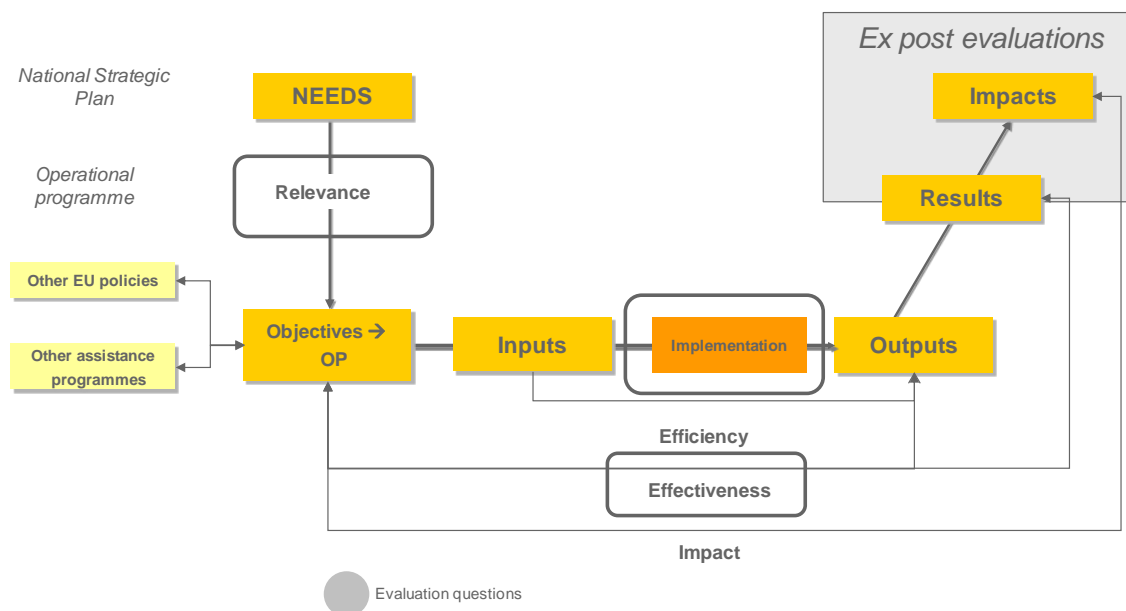 Ex post evaluations
National Strategic
Plan
NEEDS
Impacts
Operational
programme
Relevance
Results
Other EU policies
Objectives →
OP
Inputs
Implementation
Outputs
Other assistance
programmes
Efficiency
Effectiveness
Impact
Evaluation questions